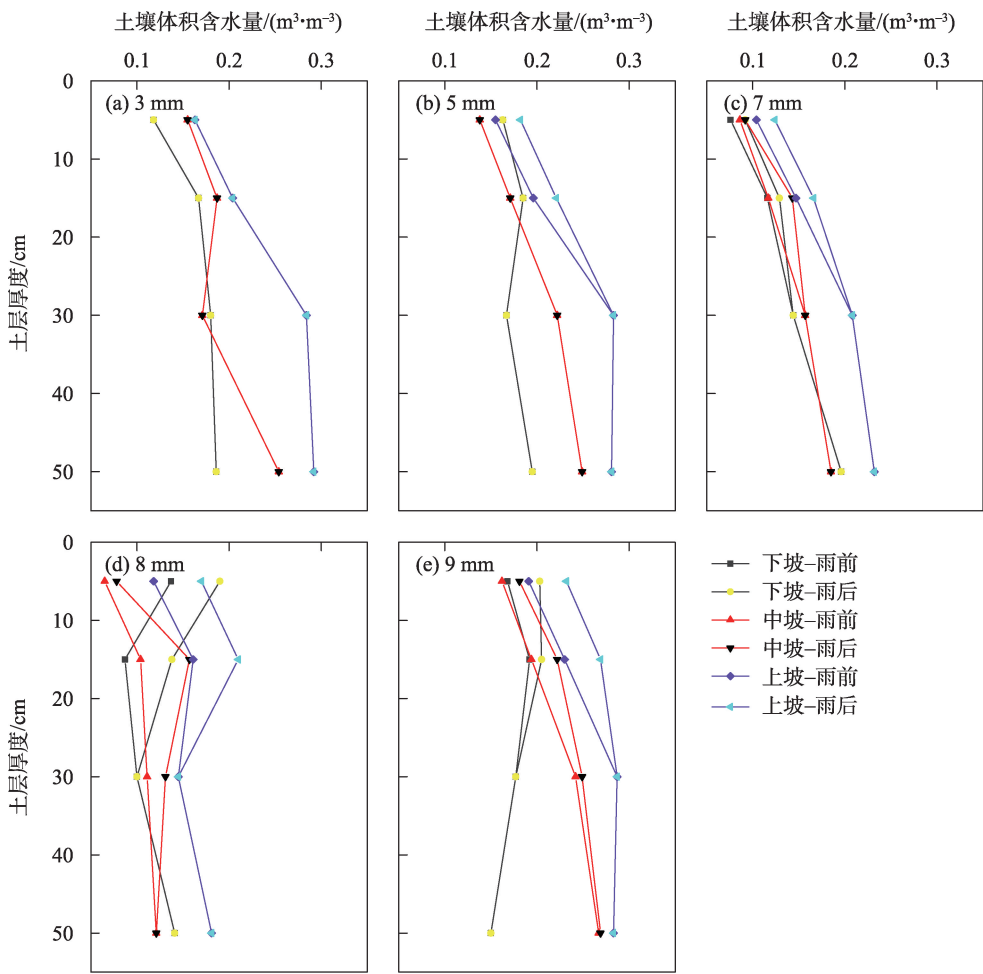 土壤体积含水量/(m³•m⁻³)
土壤体积含水量/(m³•m⁻³)
土壤体积含水量/(m³•m⁻³)
0.1 0.2 0.3
0.1 0.2 0.3
0.1 0.2 0.3
土层厚度/cm
0
10
20
30
40
50
(a) 3 mm
(b) 5 mm
(c) 7 mm
土层厚度/cm
0
10
20
30
40
50
(d) 8 mm
(e) 9 mm
下坡–雨前
下坡–雨后
中坡–雨前
中坡–雨后
上坡–雨前
上坡–雨后